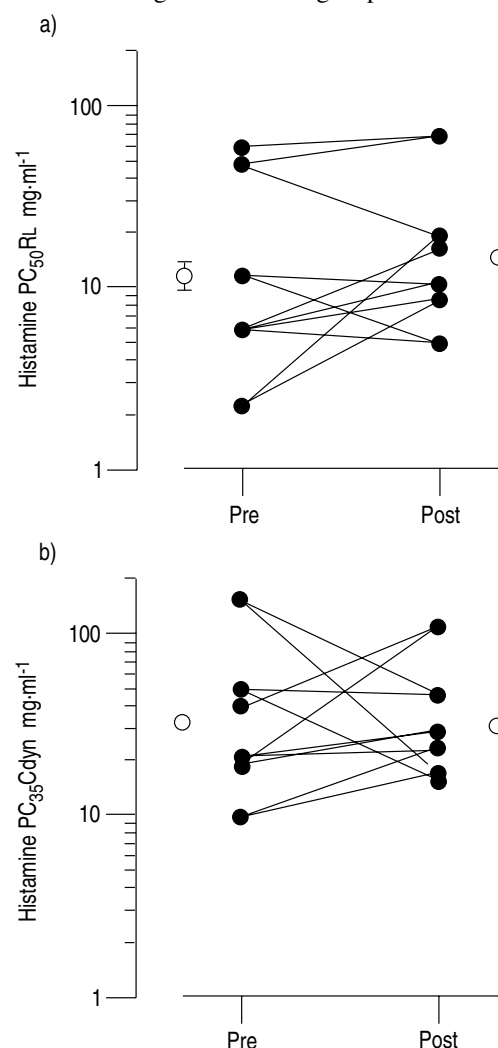 a)
100
10
1
Histamine PC50RL mg·ml-1
Pre
Post
b)
100
10
1
Histamine PC35Cdyn mg·ml-1
Pre
Post